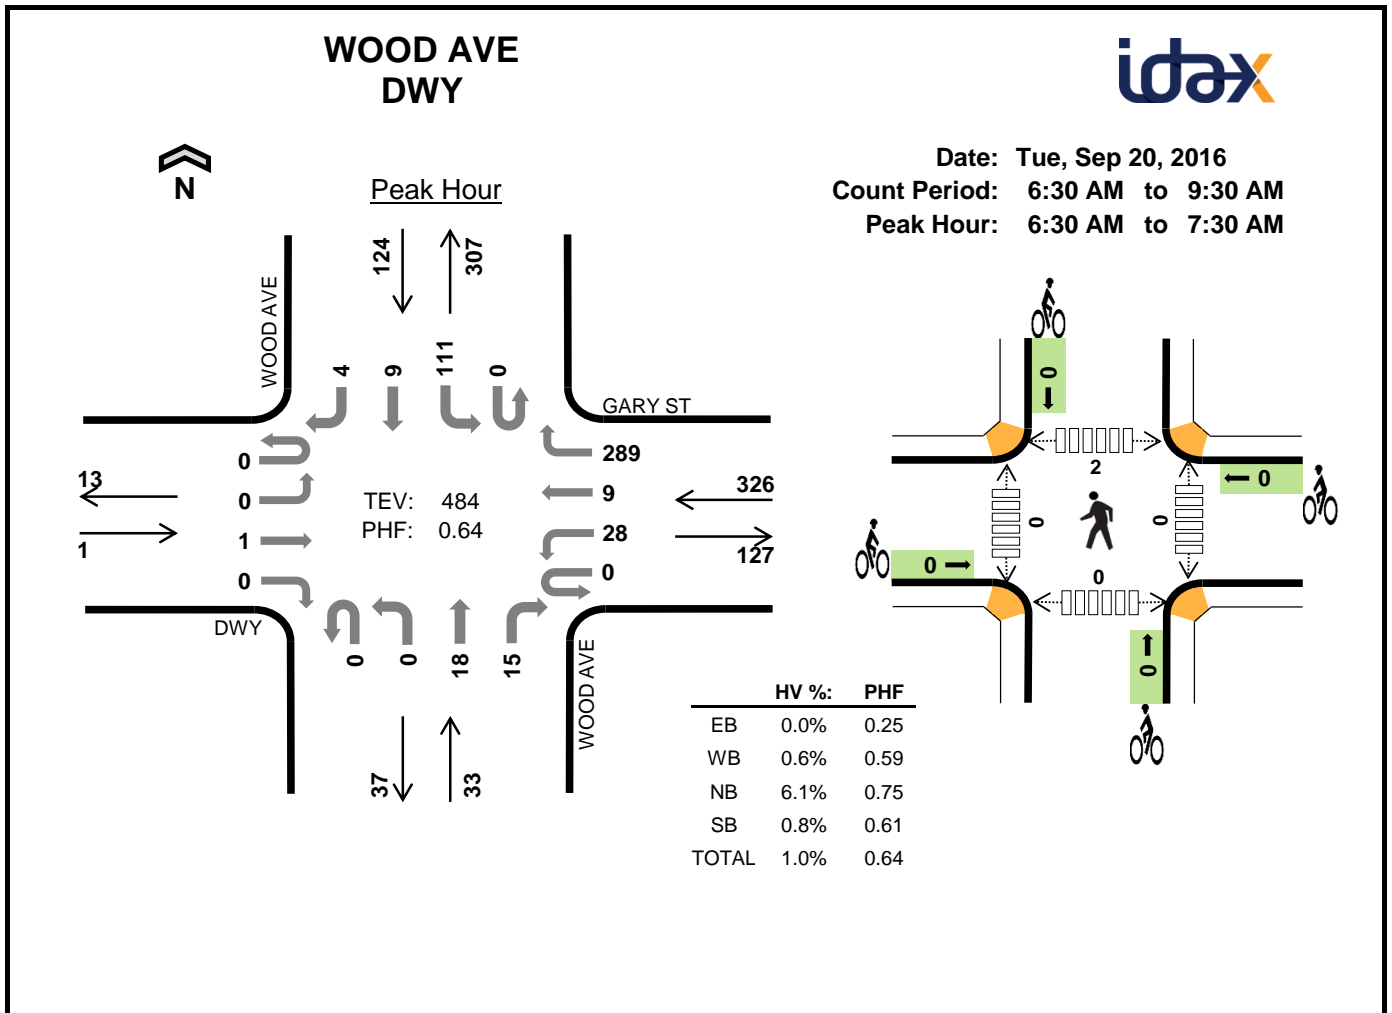 WOOD AVE
DWY
idax
N
Peak Hour
Date: Tue, Sep 20, 2016
Count Period: 6:30 AM to 9:30 AM
Peak Hour: 6:30 AM to 7:30 AM
124
307
WOOD AVE
4
9
111
0
GARY ST
0
0
1
0
13
1
TEV: 484
PHF: 0.64
289
9
28
0
326
127
DWY
0
0
18
15
WOOD AVE
37
33
0
2
0
0
0
0
0
0
HV %: PHF
EB 0.0% 0.25
WB 0.6% 0.59
NB 6.1% 0.75
SB 0.8% 0.61
TOTAL 1.0% 0.64